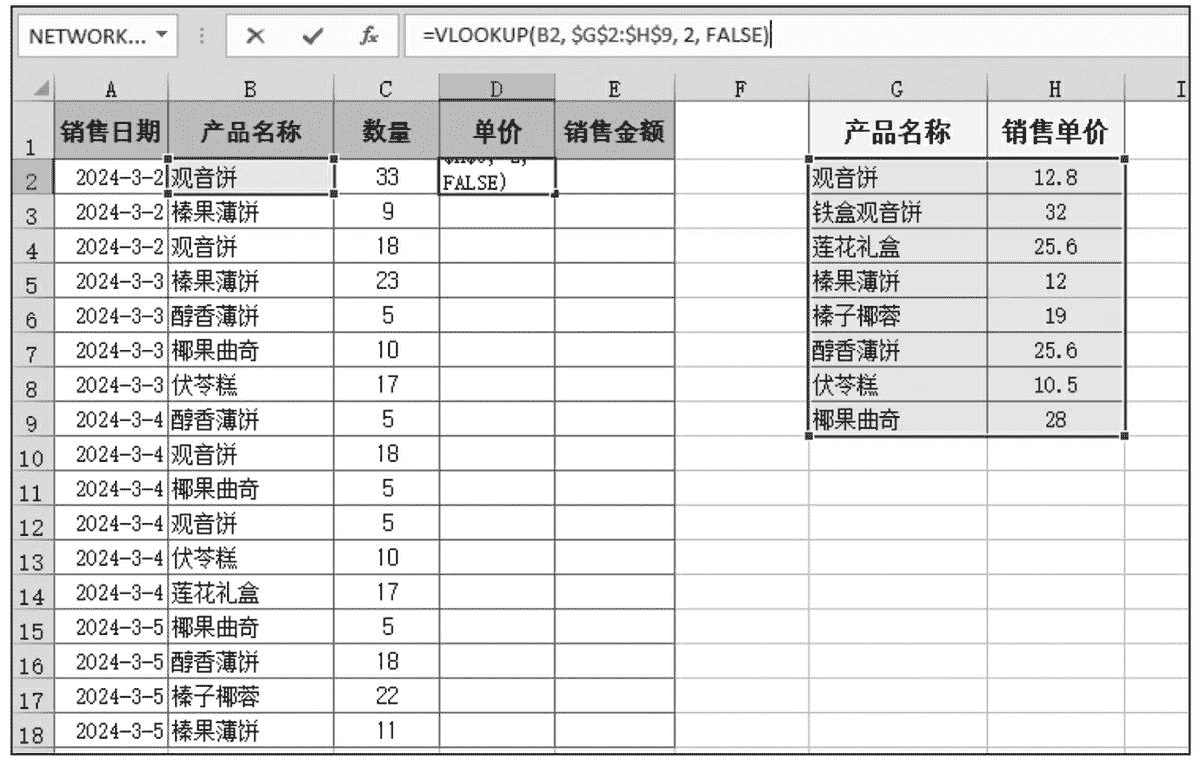 NETWORK... =VLOOKUP(B2, $G$2:$H$9, 2, FALSE)
A B C D E F G H I
1 销售日期 产品名称 数量 单价 销售金额 产品名称 销售单价
2 2024-3-2 观音饼 33 $H$9, 2, FALSE) 观音饼 12.8
3 2024-3-2 榛果薄饼 9 铁盒观音饼 32
4 2024-3-2 观音饼 18 莲花礼盒 25.6
5 2024-3-3 榛果薄饼 23 榛果薄饼 12
6 2024-3-3 醇香薄饼 5 榛子椰蓉 19
7 2024-3-3 椰果曲奇 10 醇香薄饼 25.6
8 2024-3-3 伏苓糕 17 伏苓糕 10.5
9 2024-3-4 醇香薄饼 5 椰果曲奇 28
10 2024-3-4 观音饼 18
11 2024-3-4 椰果曲奇 5
12 2024-3-4 观音饼 5
13 2024-3-4 伏苓糕 10
14 2024-3-4 莲花礼盒 17
15 2024-3-5 椰果曲奇 5
16 2024-3-5 醇香薄饼 18
17 2024-3-5 榛子椰蓉 22
18 2024-3-5 榛果薄饼 11